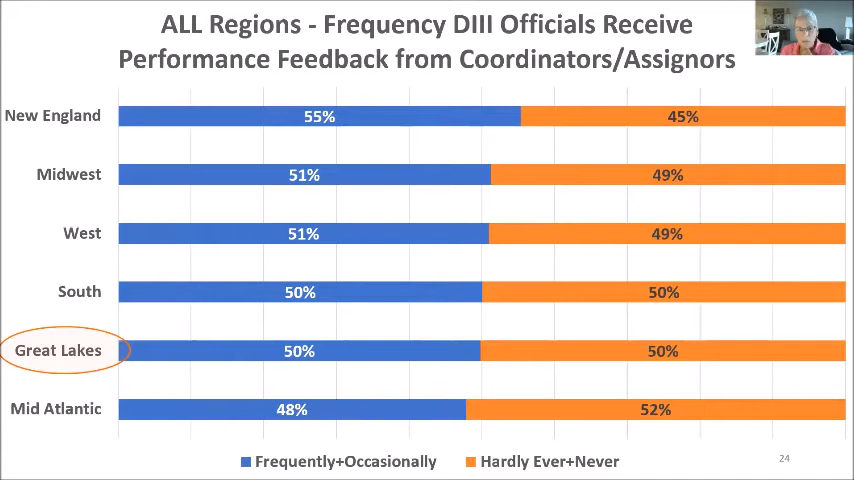 ALL Regions - Frequency DIII Officials Receive
Performance Feedback from Coordinators/Assignors
New England 55% 45%
Midwest 51% 49%
West 51% 49%
South 50% 50%
Great Lakes 50% 50%
Mid Atlantic 48% 52%
Frequently+Occasionally Hardly Ever+Never
24